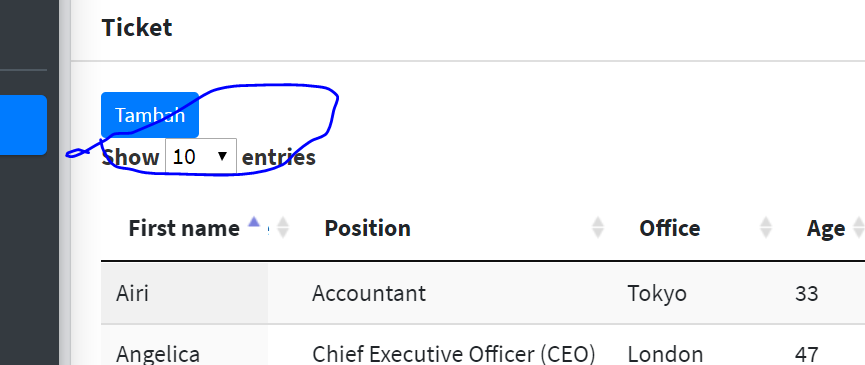 Ticket
Tambah
Show 10 entries
First name Position Office Age
Airi Accountant Tokyo 33
Angelica Chief Executive Officer (CEO) London 47